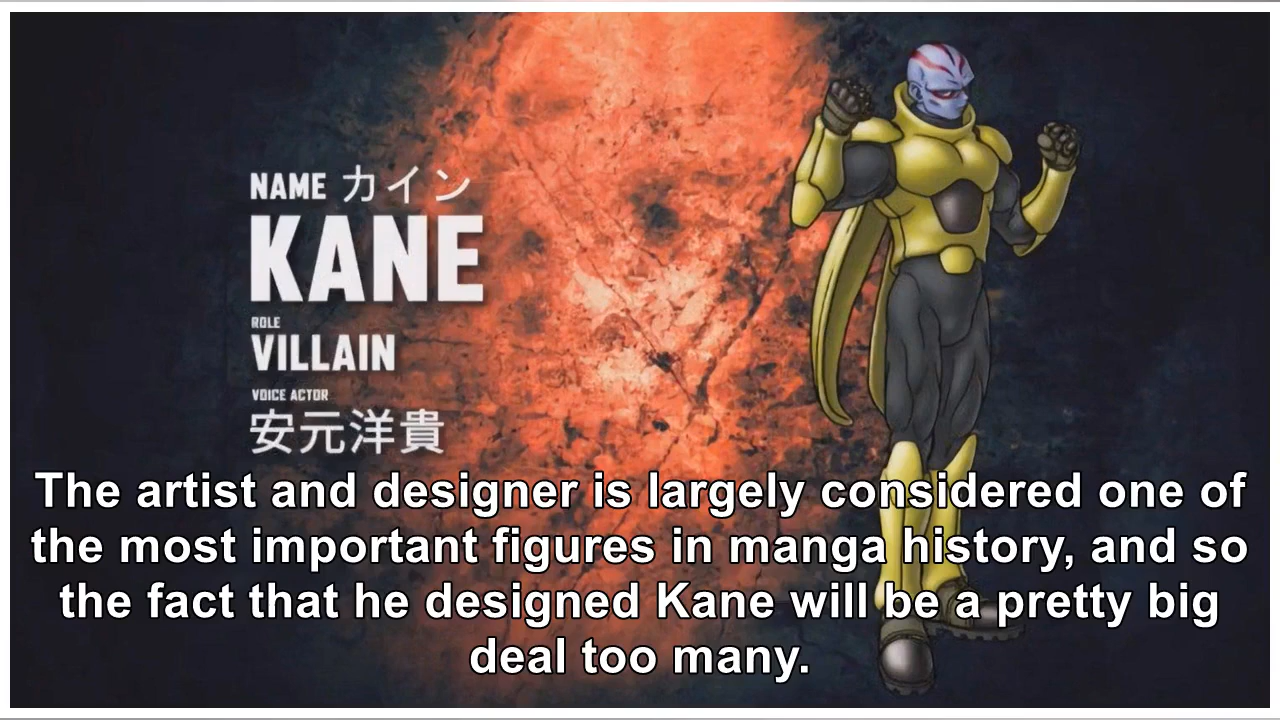 NAME カイン
KANE
ROLE
VILLAIN
VOICE ACTOR
安元洋貴
The artist and designer is largely considered one of
the most important figures in manga history, and so
the fact that he designed Kane will be a pretty big
deal too many.